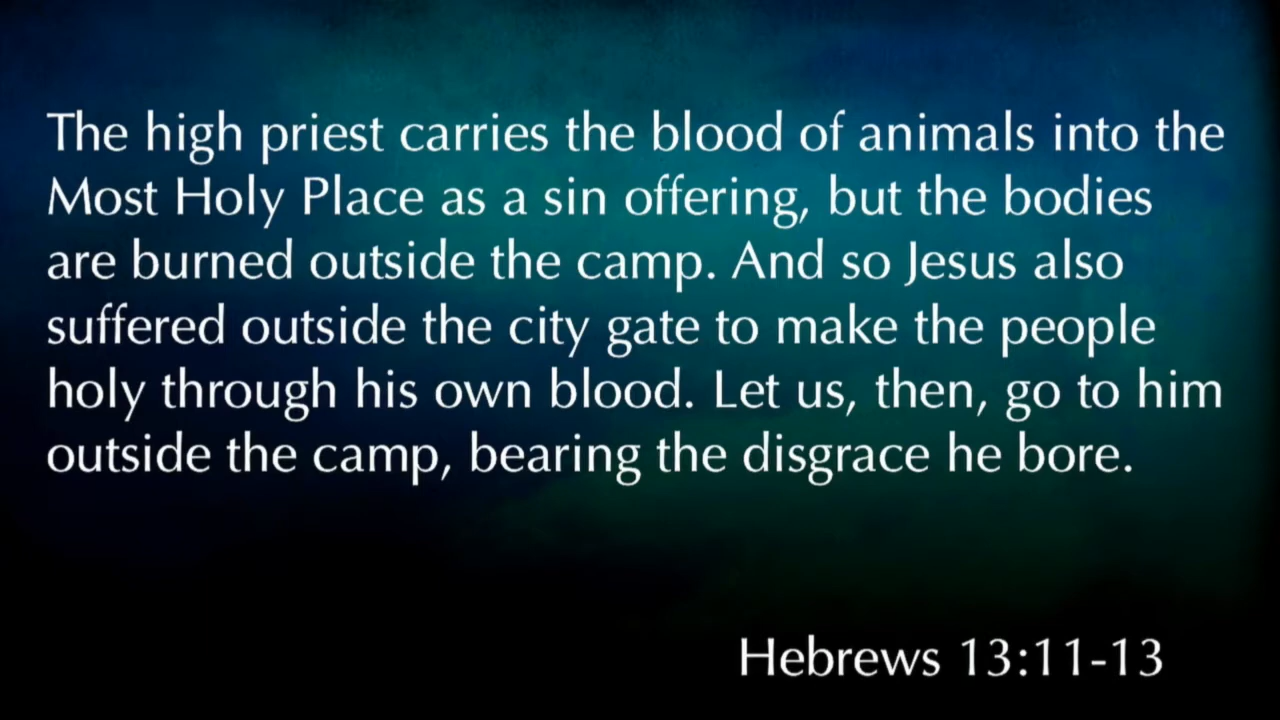 The high priest carries the blood of animals into the
Most Holy Place as a sin offering, but the bodies
are burned outside the camp. And so Jesus also
suffered outside the city gate to make the people
holy through his own blood. Let us, then, go to him
outside the camp, bearing the disgrace he bore.
Hebrews 13:11-13